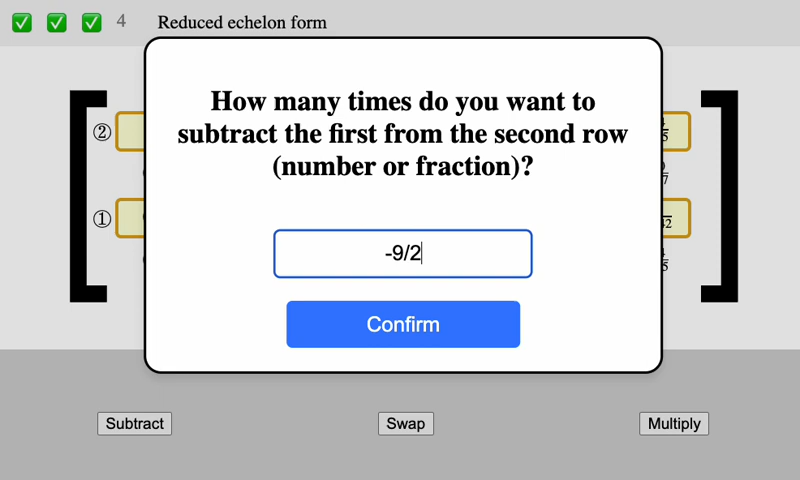 4 Reduced echelon form
How many times do you want to
subtract the first from the second row
(number or fraction)?
②
①
-9/2
Confirm
Subtract Swap Multiply